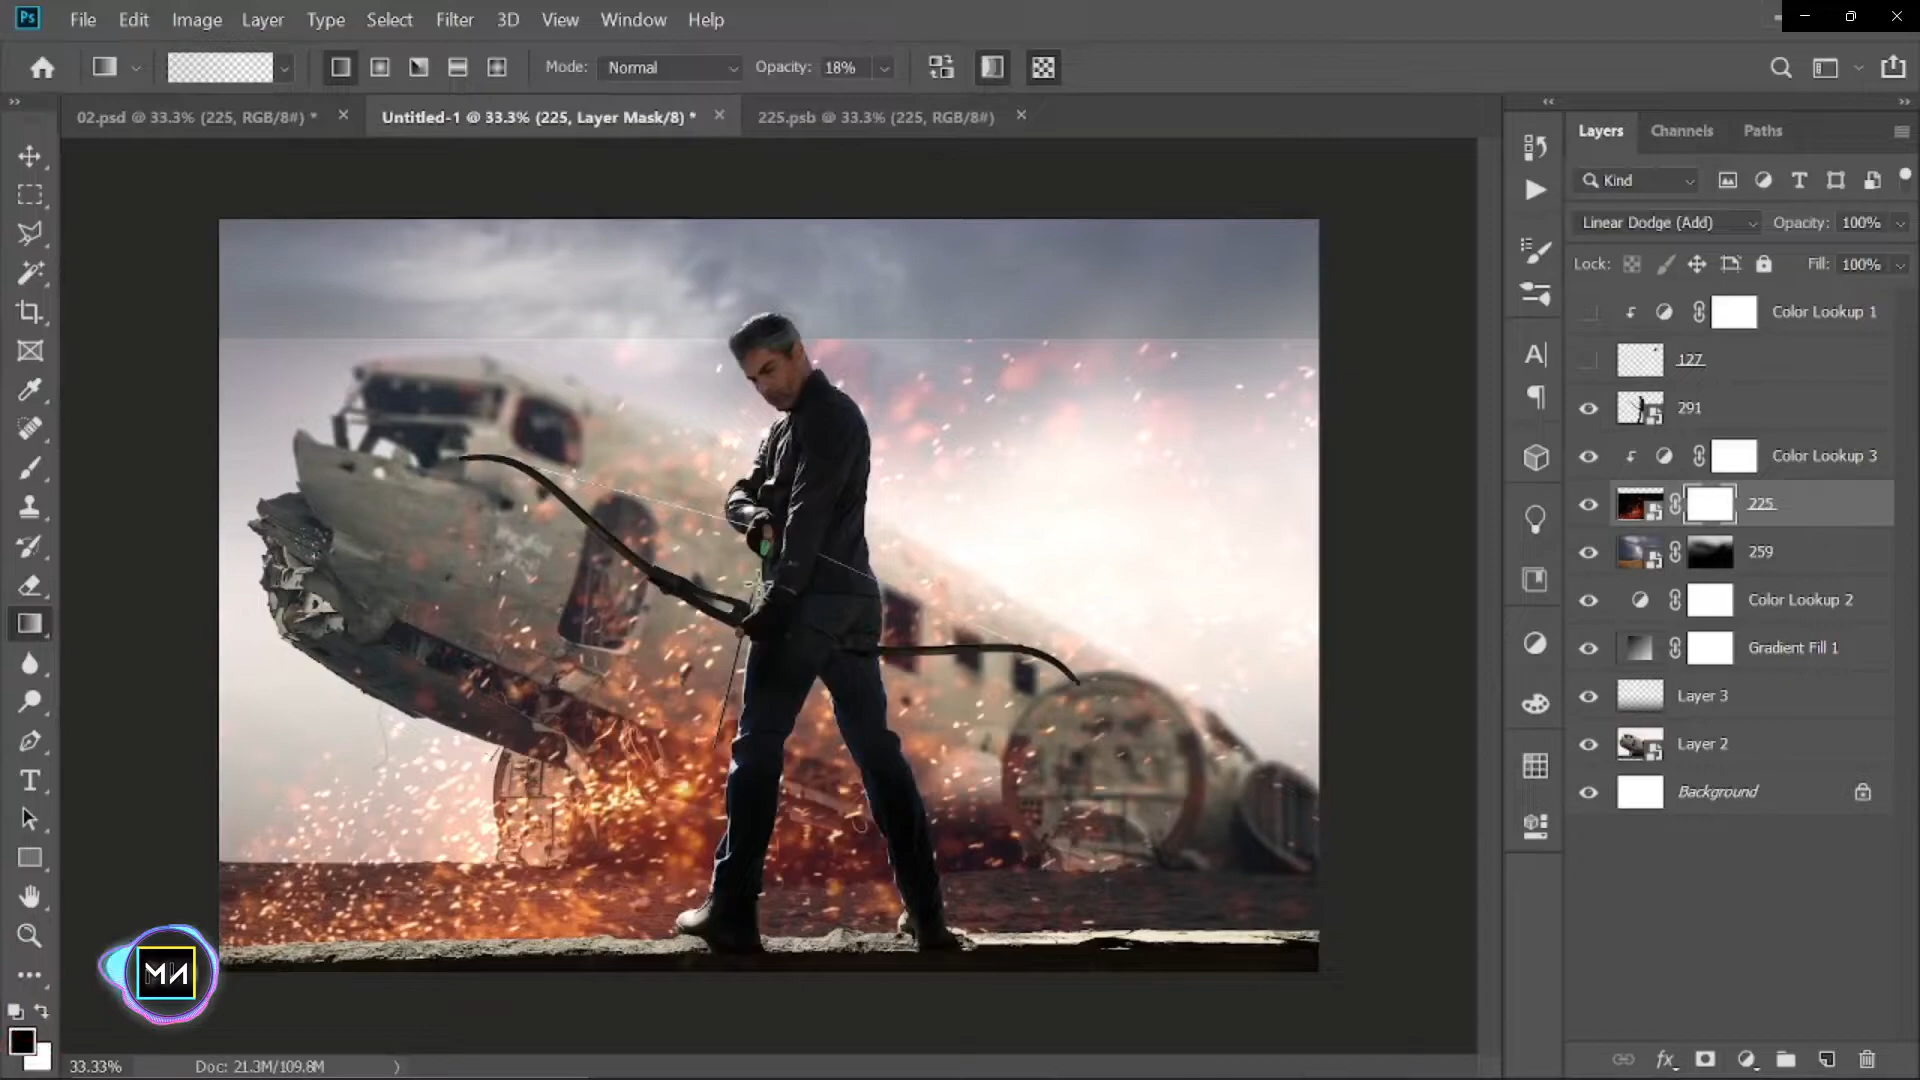 Ps File Edit Image Layer Type Select Filter 3D View Window Help
Mode: Normal Opacity: 18%
02.psd @ 33.3% (225, RGB/8#) * Untitled-1 @ 33.3% (225, Layer Mask/8) * 225.psb @ 33.3% (225, RGB/8#)
Layers Channels Paths
Kind
Linear Dodge (Add) Opacity: 100%
Lock: Fill: 100%
Color Lookup 1
127
291
Color Lookup 3
225
259
Color Lookup 2
Gradient Fill 1
Layer 3
Layer 2
Background
33.33% Doc: 21.3M/109.8M